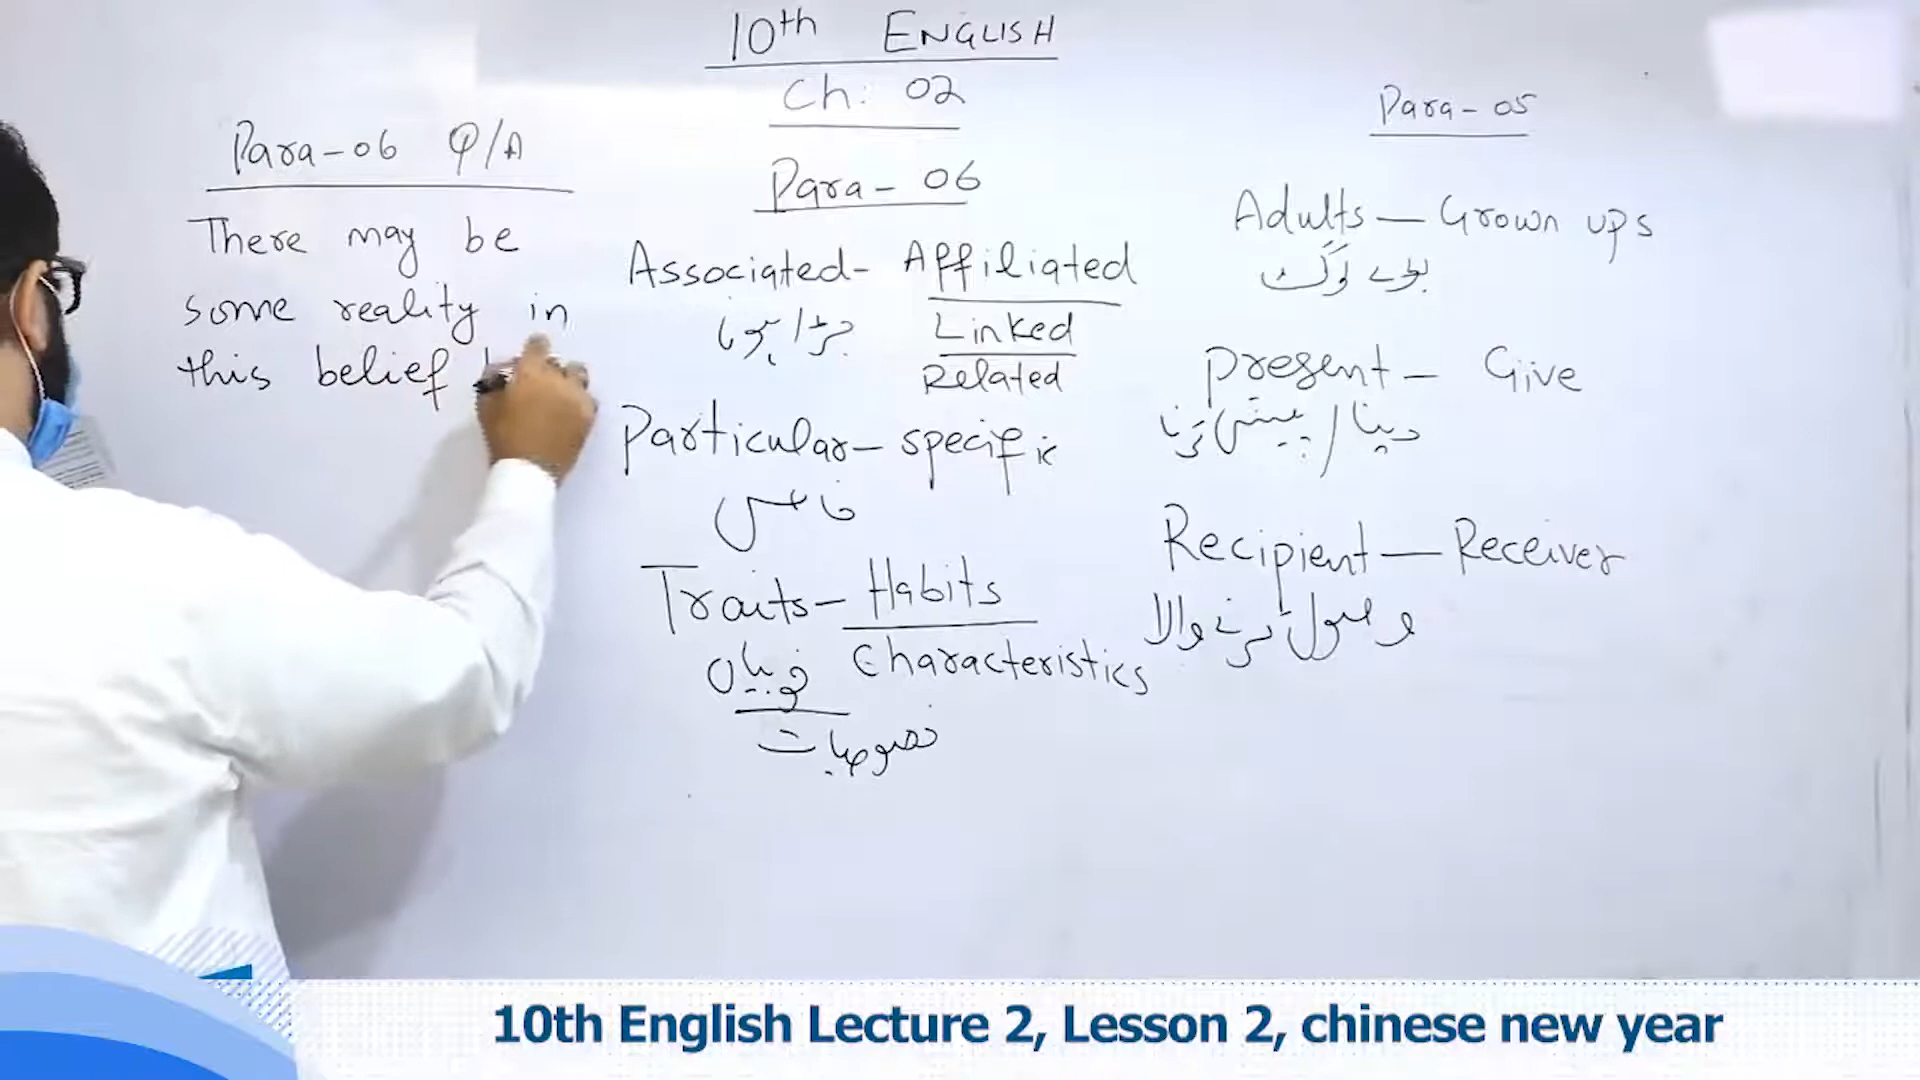 10th ENGLISH
Ch: 02
Para-06 Q/A
There may be
some reality in
this belief
Para-06
Associated- Affiliated
جڑا ہونا
Linked
Related
Particular- specific
خاص
Traits- Habits
خوبیاں
Characteristics
خصوصیات
Para-05
Adults- Grown ups
بڑے لوگ
present- Give
دینا/پیش کرنا
Recipient- Receiver
وصول کرنے والا
10th English Lecture 2, Lesson 2, chinese new year